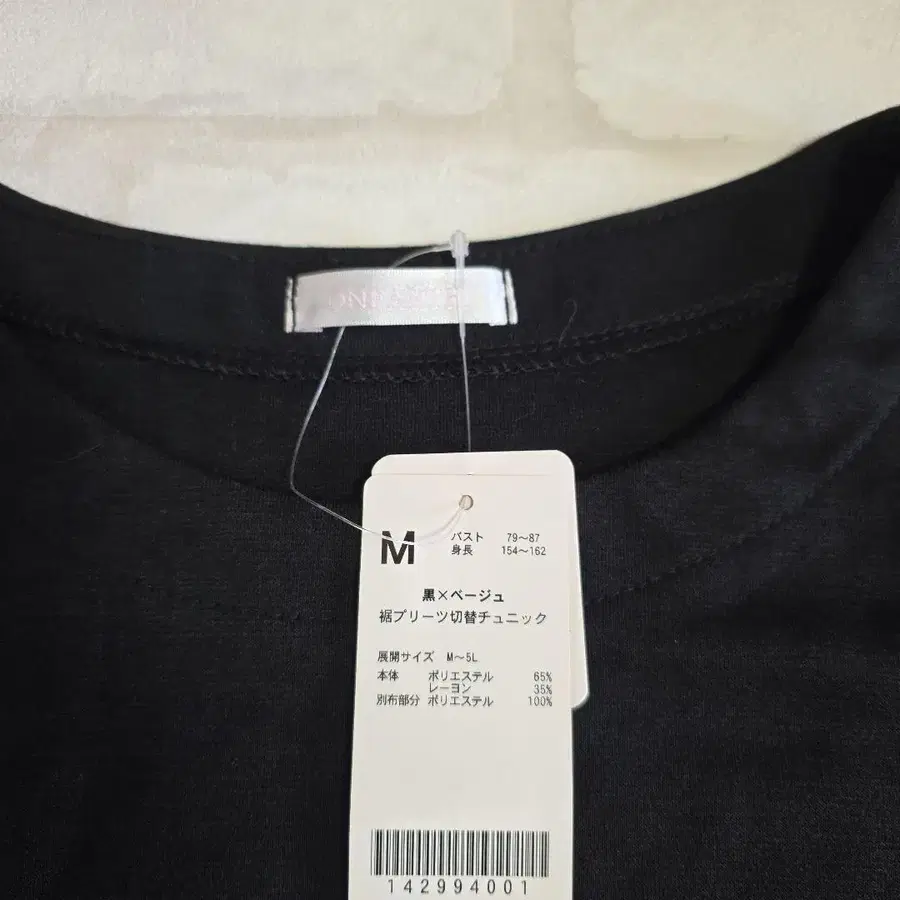 M
バスト 79～87
身長 154～162
黒×ベージュ
裾プリーツ切替チュニック
展開サイズ M～5L
本体 ポリエステル 65%
レーヨン 35%
別布部分 ポリエステル 100%
142994001